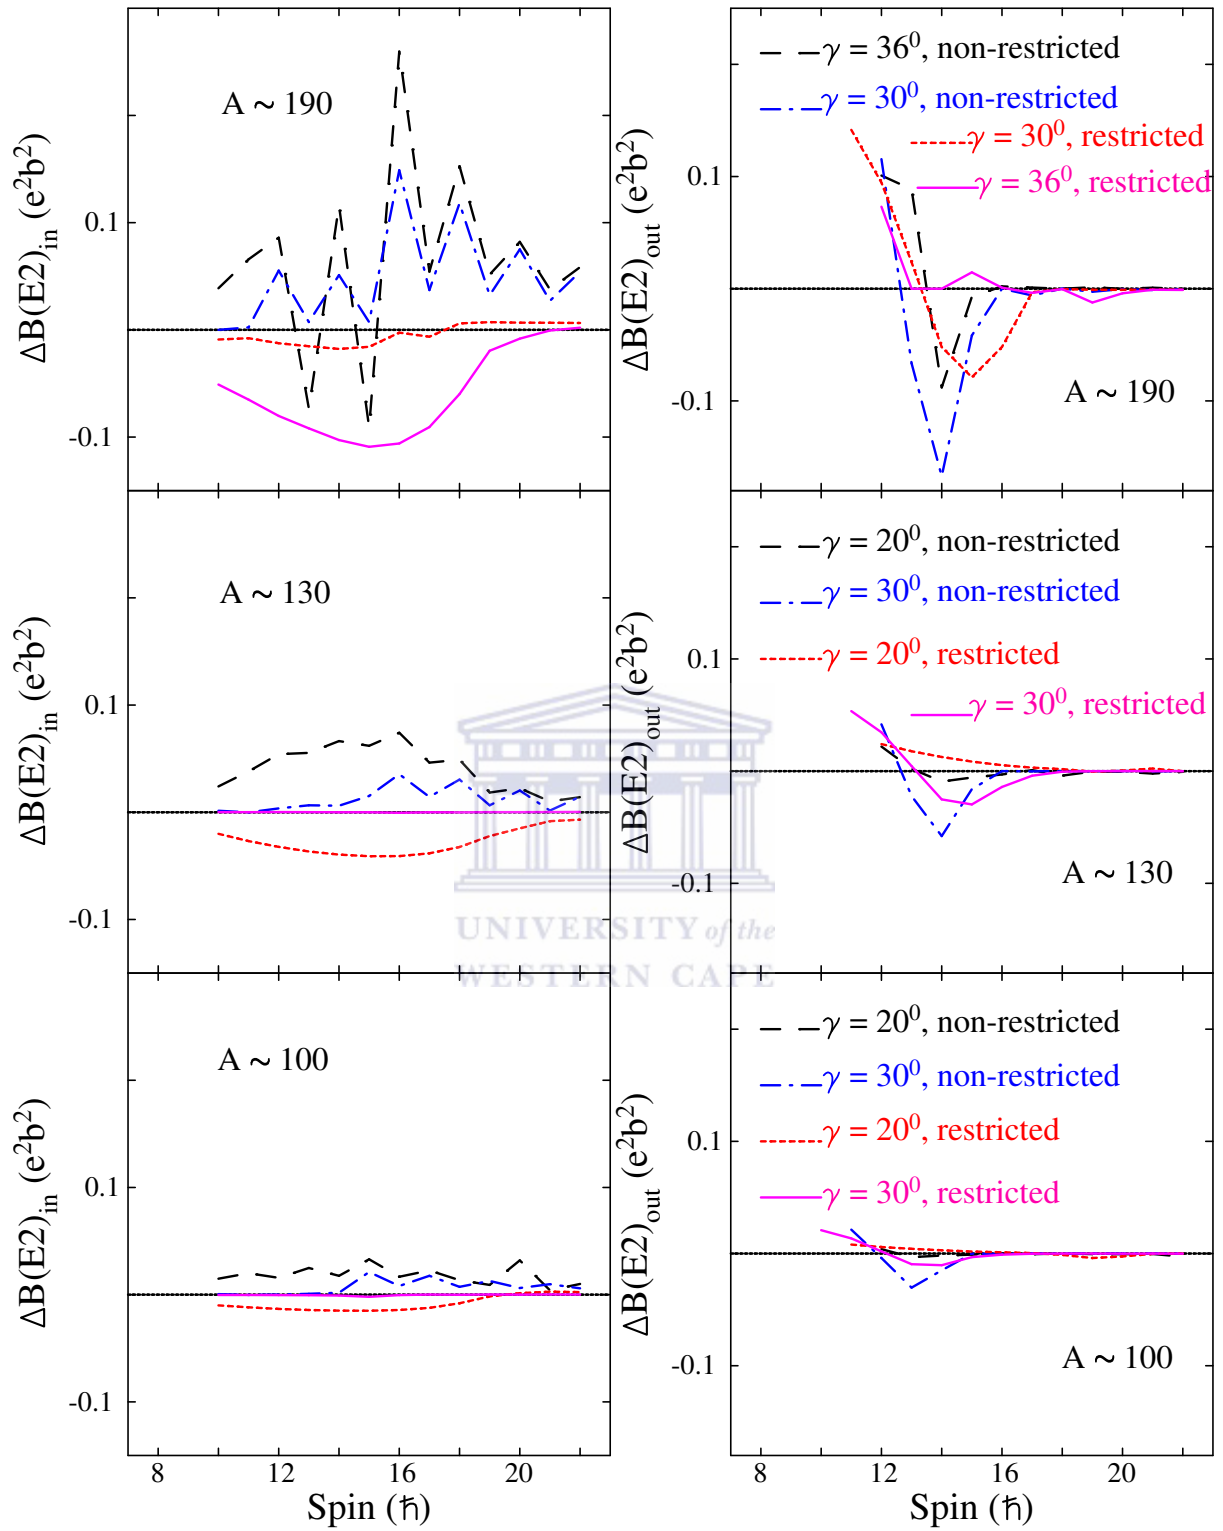 ΔB(E2)in (e²b²)
A ~ 190
0.1
-0.1
ΔB(E2)out (e²b²)
γ = 36⁰, non-restricted
γ = 30⁰, non-restricted
γ = 30⁰, restricted
γ = 36⁰, restricted
0.1
-0.1
A ~ 190
ΔB(E2)in (e²b²)
A ~ 130
0.1
-0.1
ΔB(E2)out (e²b²)
γ = 20⁰, non-restricted
γ = 30⁰, non-restricted
γ = 20⁰, restricted
γ = 30⁰, restricted
0.1
-0.1
A ~ 130
UNIVERSITY of the
WESTERN CAPE
ΔB(E2)in (e²b²)
A ~ 100
0.1
-0.1
8 12 16 20
Spin (ħ)
ΔB(E2)out (e²b²)
γ = 20⁰, non-restricted
γ = 30⁰, non-restricted
γ = 20⁰, restricted
γ = 30⁰, restricted
0.1
-0.1
A ~ 100
8 12 16 20
Spin (ħ)